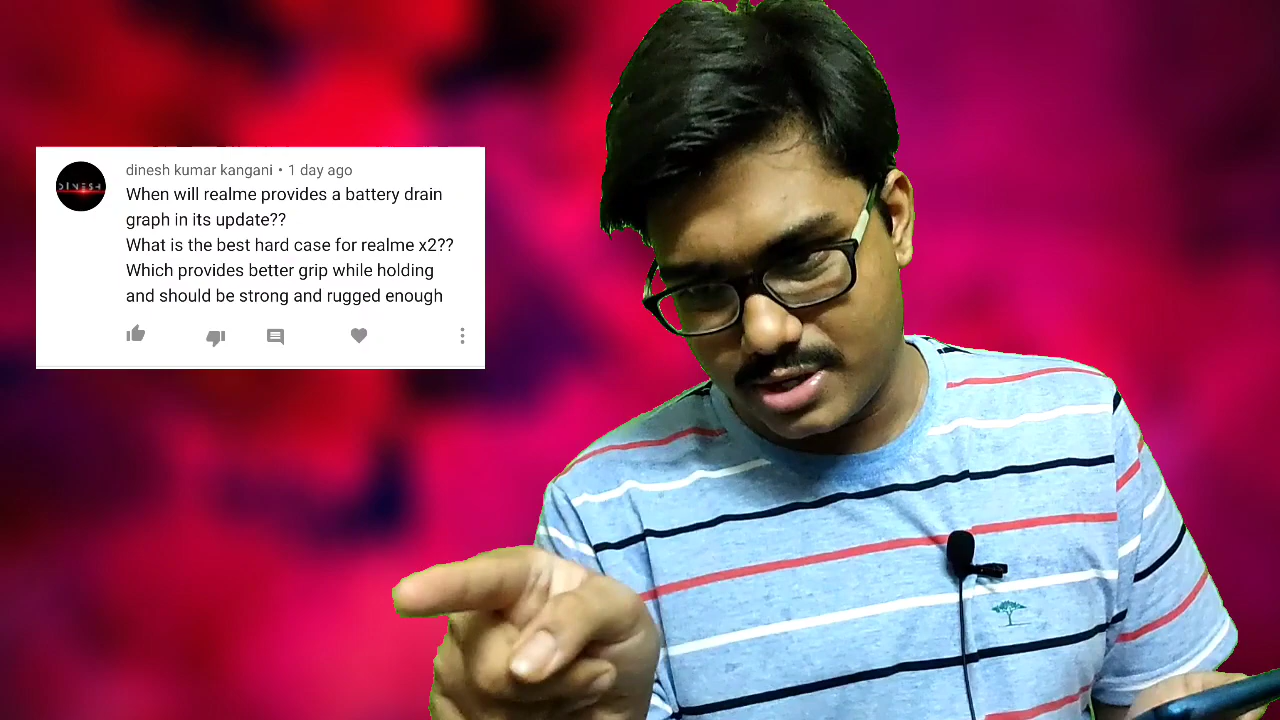 DINESH
dinesh kumar kangani • 1 day ago
When will realme provides a battery drain
graph in its update??
What is the best hard case for realme x2??
Which provides better grip while holding
and should be strong and rugged enough